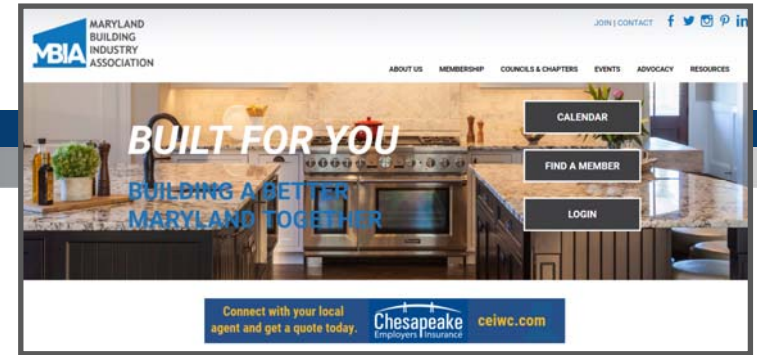 MARYLAND
BUILDING
INDUSTRY
ASSOCIATION
MBIA
JOIN | CONTACT
ABOUT US MEMBERSHIP COUNCILS & CHAPTERS EVENTS ADVOCACY RESOURCES
BUILT FOR YOU
BUILDING A BETTER
MARYLAND TOGETHER
CALENDAR
FIND A MEMBER
LOGIN
Connect with your local
agent and get a quote today.
Chesapeake
Employers Insurance
ceiwc.com